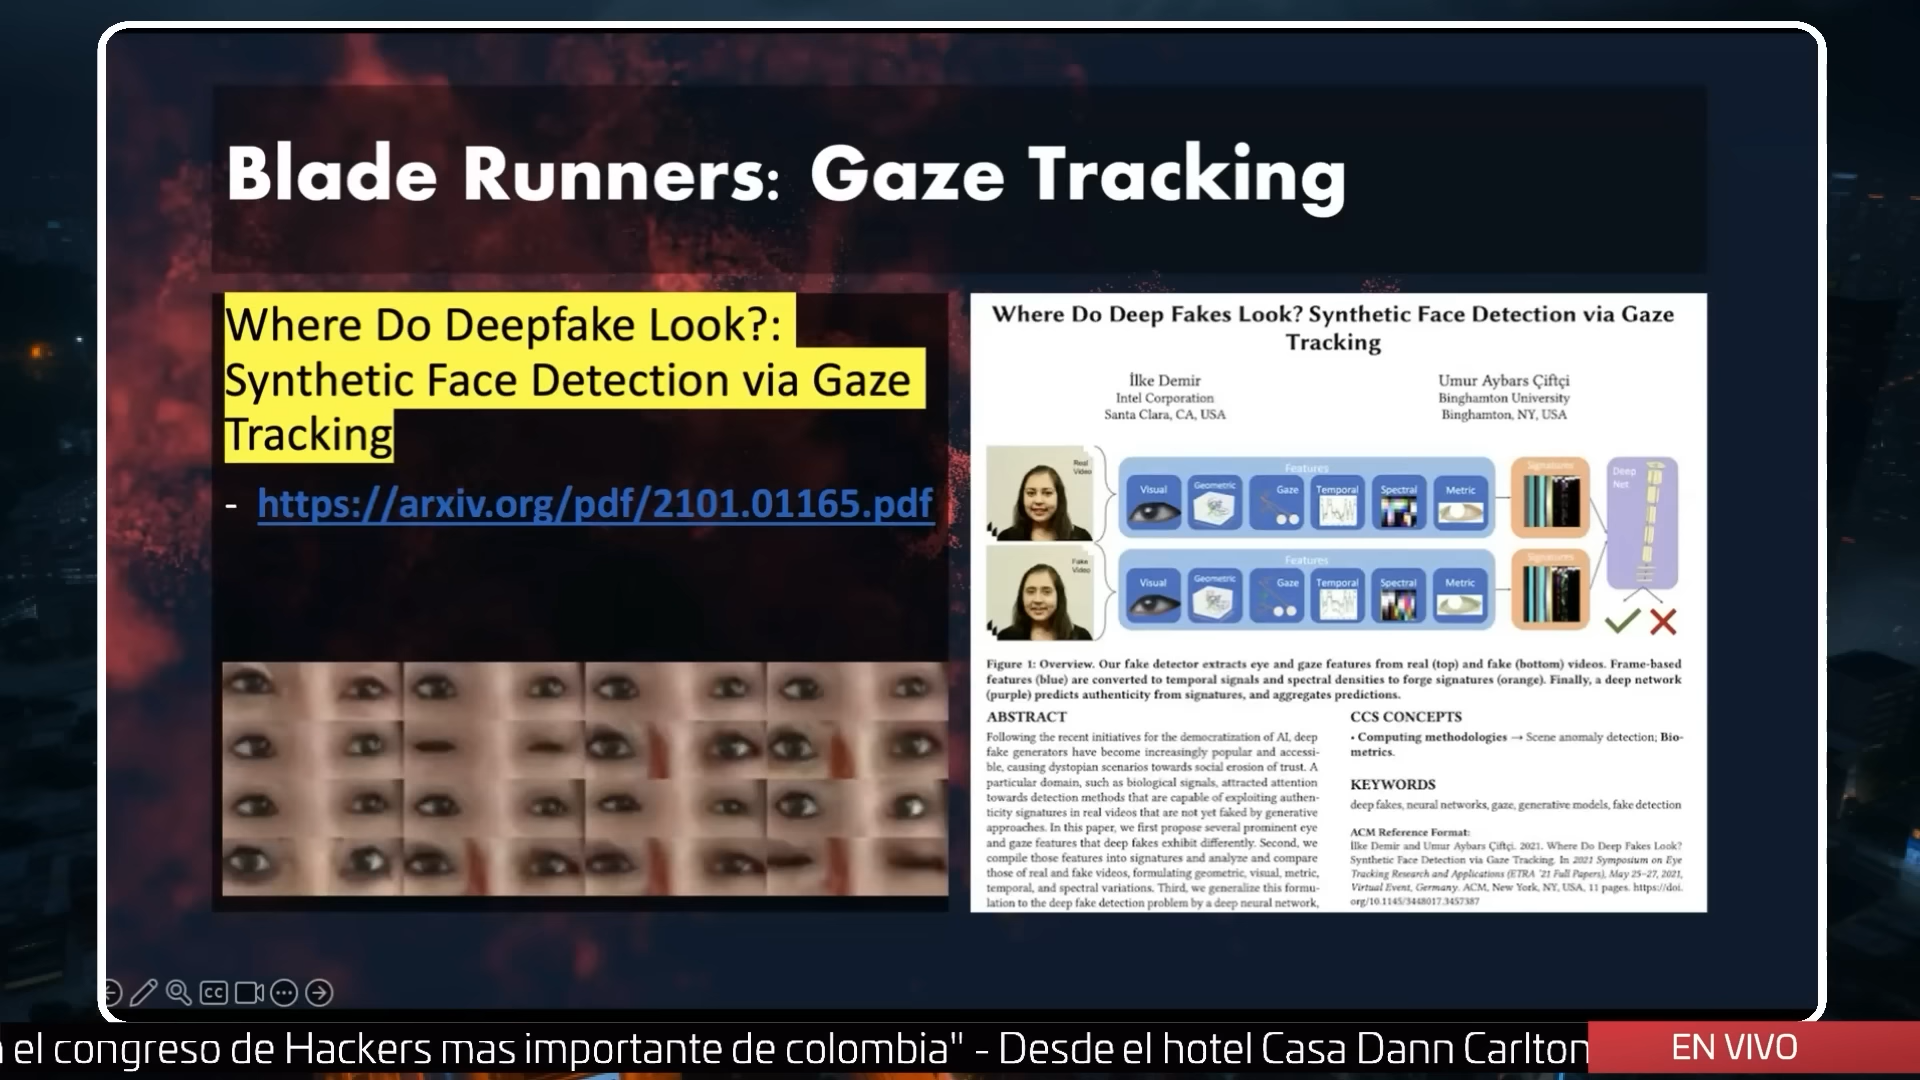 Blade Runners: Gaze Tracking
Where Do Deepfake Look?:
Synthetic Face Detection via Gaze
Tracking
- https://arxiv.org/pdf/2101.01165.pdf
Where Do Deep Fakes Look? Synthetic Face Detection via Gaze
Tracking
İlke Demir
Intel Corporation
Santa Clara, CA, USA
Umur Aybars Çiftçi
Binghamton University
Binghamton, NY, USA
Real
Video
Features
Visual Geometric Gaze Temporal Spectral Metric
Signatures
Deep
Net
Fake
Video
Features
Visual Geometric Gaze Temporal Spectral Metric
Signatures
Figure 1: Overview. Our fake detector extracts eye and gaze features from real (top) and fake (bottom) videos. Frame-based
features (blue) are converted to temporal signals and spectral densities to forge signatures (orange). Finally, a deep network
(purple) predicts authenticity from signatures, and aggregates predictions.
ABSTRACT
Following the recent initiatives for the democratization of AI, deep
fake generators have become increasingly popular and accessi-
ble, causing dystopian scenarios towards social erosion of trust. A
particular domain, such as biological signals, attracted attention
towards detection methods that are capable of exploiting authen-
ticity signatures in real videos that are not yet faked by generative
approaches. In this paper, we first propose several prominent eye
and gaze features that deep fakes exhibit differently. Second, we
compile those features into signatures and analyze and compare
those of real and fake videos, formulating geometric, visual, metric,
temporal, and spectral variations. Third, we generalize this formu-
lation to the deep fake detection problem by a deep neural network,
CCS CONCEPTS
• Computing methodologies → Scene anomaly detection; Bio-
metrics.
KEYWORDS
deep fakes, neural networks, gaze, generative models, fake detection
ACM Reference Format:
İlke Demir and Umur Aybars Çiftçi. 2021. Where Do Deep Fakes Look?
Synthetic Face Detection via Gaze Tracking. In 2021 Symposium on Eye
Tracking Research and Applications (ETRA '21 Full Papers), May 25–27, 2021,
Virtual Event, Germany. ACM, New York, NY, USA, 11 pages. https://doi.
org/10.1145/3448017.3457387
CC
el congreso de Hackers mas importante de colombia" - Desde el hotel Casa Dann Carlton
EN VIVO